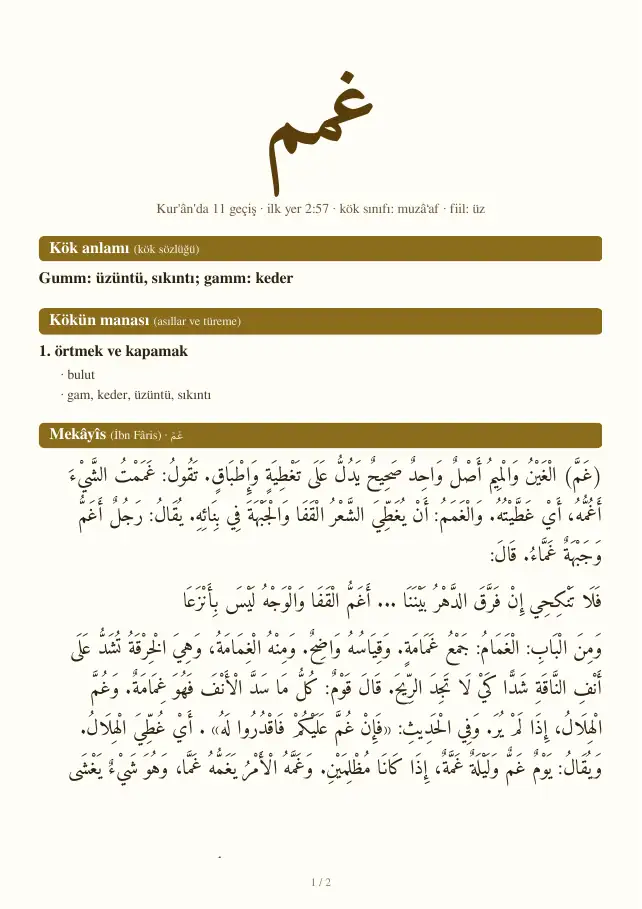 غمم
Kur'ân'da 11 geçiş · ilk yer 2:57 · kök sınıfı: muzâ'af · fiil: üz
Kök anlamı (kök sözlüğü)
Gumm: üzüntü, sıkıntı; gamm: keder
Kökün manası (asıllar ve türeme)
1. örtmek ve kapamak
· bulut
· gam, keder, üzüntü, sıkıntı
Mekâyîs (İbn Fâris) · غَمَّ
(غَمَّ) الْغَيْنُ وَالْمِيمُ أَصْلٌ وَاحِدٌ صَحِيحٌ يَدُلُّ عَلَى تَغْطِيَةٍ وَإِطْبَاقٍ. تَقُولُ: غَمَمْتُ الشَّيْءَ
أَغُمُّهُ، أَيْ غَطَّيْتُهُ. وَالْغَمَمُ: أَنْ يُغَطِّيَ الشَّعْرُ الْقَفَا وَالْجَبْهَةَ فِي بِنَائِهِ. يُقَالُ: رَجُلٌ أَغَمُّ
وَجَبْهَةٌ غَمَّاءُ. قَالَ:
فَلَا تَنْكِحِي إِنْ فَرَّقَ الدَّهْرُ بَيْنَنَا ... أَغَمَّ الْقَفَا وَالْوَجْهُ لَيْسَ بِأَنْزَعَا
وَمِنَ الْبَابِ: الْغَمَامُ: جَمْعُ غَمَامَةٍ. وَقِيَاسُهُ وَاضِحٌ. وَمِنْهُ الْغِمَامَةُ، وَهِيَ الْخِرْقَةُ تُشَدُّ عَلَى
أَنْفِ النَّاقَةِ شَدًّا كَيْ لَا تَجِدَ الرِّيحَ. قَالَ قَوْمٌ: كُلُّ مَا سَدَّ الْأَنْفَ فَهُوَ غِمَامَةٌ. وَغُمَّ
الْهِلَالُ، إِذَا لَمْ يُرَ. وَفِي الْحَدِيثِ: «فَإِنْ غُمَّ عَلَيْكُمْ فَاقْدُرُوا لَهُ» . أَيْ غُطِّيَ الْهِلَالُ.
وَيُقَالُ: يَوْمٌ غَمٌّ وَلَيْلَةٌ غَمَّةٌ، إِذَا كَانَا مُظْلِمَيْنِ. وَغَمَّهُ الْأَمْرُ يَغُمُّهُ غَمًّا، وَهُوَ شَيْءٌ يَغْشَى
1 / 2